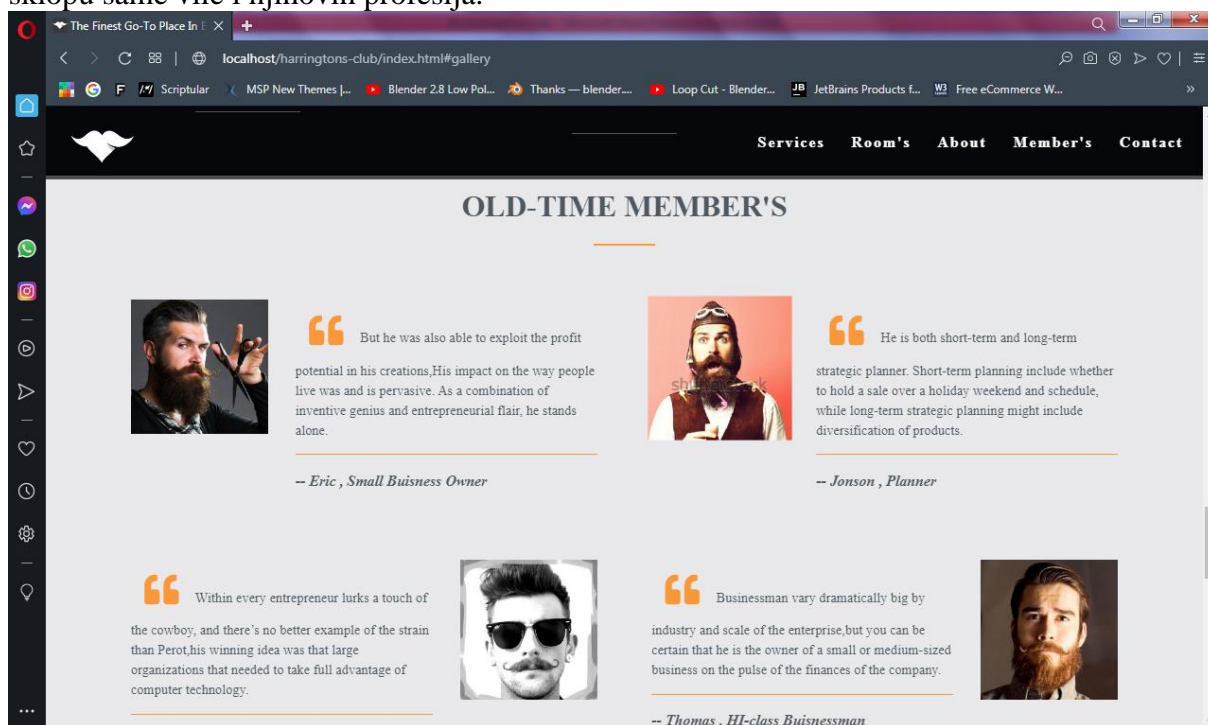 sklopu same vile i njihovih profesija.
The Finest Go-To Place In E
localhost/harringtons-club/index.html#gallery
Scriptular
MSP New Themes |...
Blender 2.8 Low Pol...
Thanks — blender....
Loop Cut - Blender...
JetBrains Products f...
W3 Free eCommerce W...
Services Room's About Member's Contact
OLD-TIME MEMBER'S
But he was also able to exploit the profit
potential in his creations,His impact on the way people
live was and is pervasive. As a combination of
inventive genius and entrepreneurial flair, he stands
alone.
-- Eric , Small Buisness Owner
He is both short-term and long-term
strategic planner. Short-term planning include whether
to hold a sale over a holiday weekend and schedule,
while long-term strategic planning might include
diversification of products.
-- Jonson , Planner
Within every entrepreneur lurks a touch of
the cowboy, and there’s no better example of the strain
than Perot,his winning idea was that large
organizations that needed to take full advantage of
computer technology.
Businessman vary dramatically big by
industry and scale of the enterprise,but you can be
certain that he is the owner of a small or medium-sized
business on the pulse of the finances of the company.
-- Thomas , HI-class Buisnessman